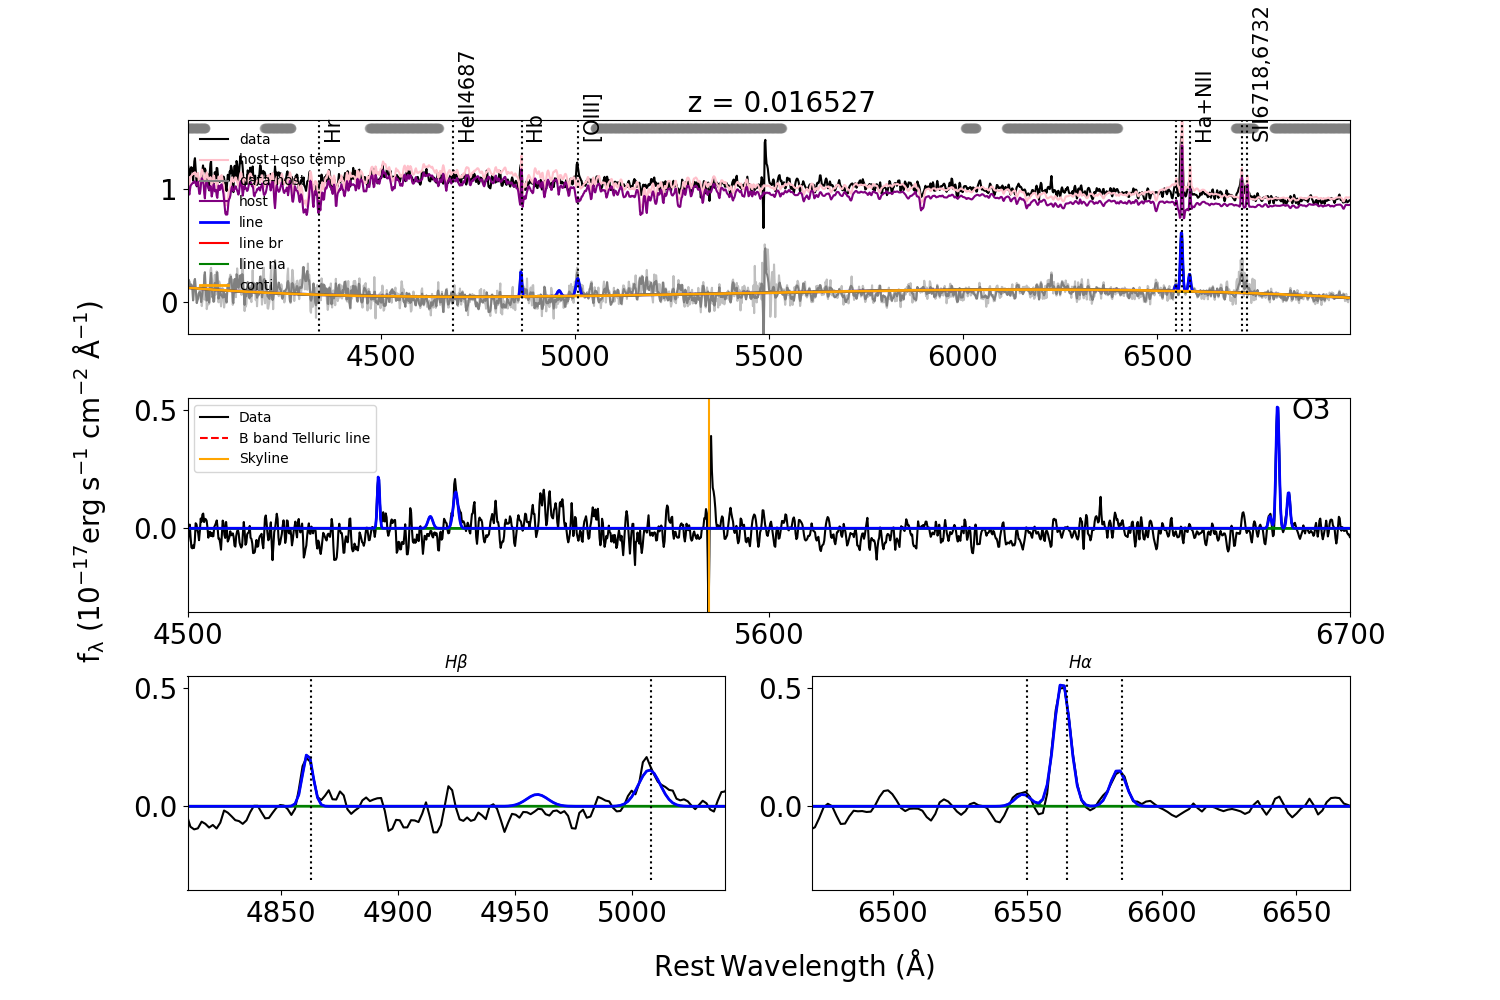 z = 0.016527
Hr
HeII4687
Hb
[OIII]
Ha+NII
SII6718,6732
data
host+qso temp
data-host
host
line
line br
line na
conti
1
0
4500
5000
5500
6000
6500
0.5
0.0
Data
B band Telluric line
Skyline
O3
4500
5600
6700
Hβ
0.5
0.0
4850
4900
4950
5000
Hα
0.5
0.0
6500
6550
6600
6650
fλ (10−17erg s−1 cm−2 Å−1)
Rest Wavelength (Å)